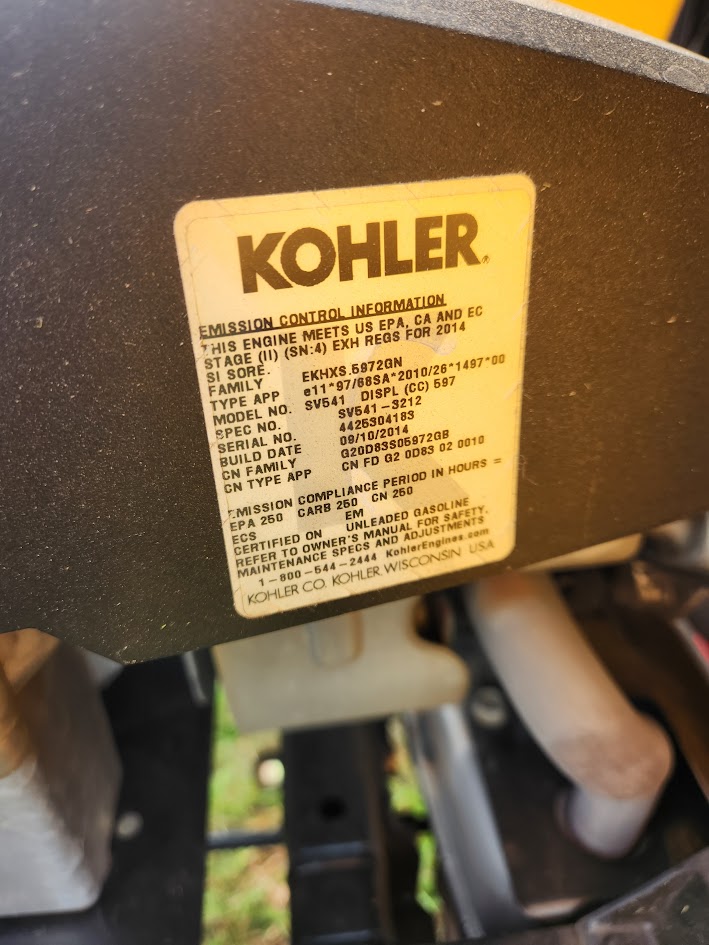 KOHLER®
EMISSION CONTROL INFORMATION
THIS ENGINE MEETS US EPA, CA AND EC
STAGE (II) (SN:4) EXH REGS FOR 2014
SI SORE.
FAMILY EKHXS.5972GN
TYPE APP e11*97/68SA*2010/26*1497*00
MODEL NO. SV541 DISPL (CC) 597
SPEC NO. SV541-3212
SERIAL NO. 4425304183
BUILD DATE 09/10/2014
CN FAMILY G20D83S05972GB
CN TYPE APP CN FD G2 0D83 02 0010
EMISSION COMPLIANCE PERIOD IN HOURS =
EPA 250 CARB 250 CN 250
ECS EM
CERTIFIED ON UNLEADED GASOLINE
REFER TO OWNER'S MANUAL FOR SAFETY,
MAINTENANCE SPECS AND ADJUSTMENTS
1-800-544-2444 KohlerEngines.com
KOHLER CO. KOHLER, WISCONSIN USA